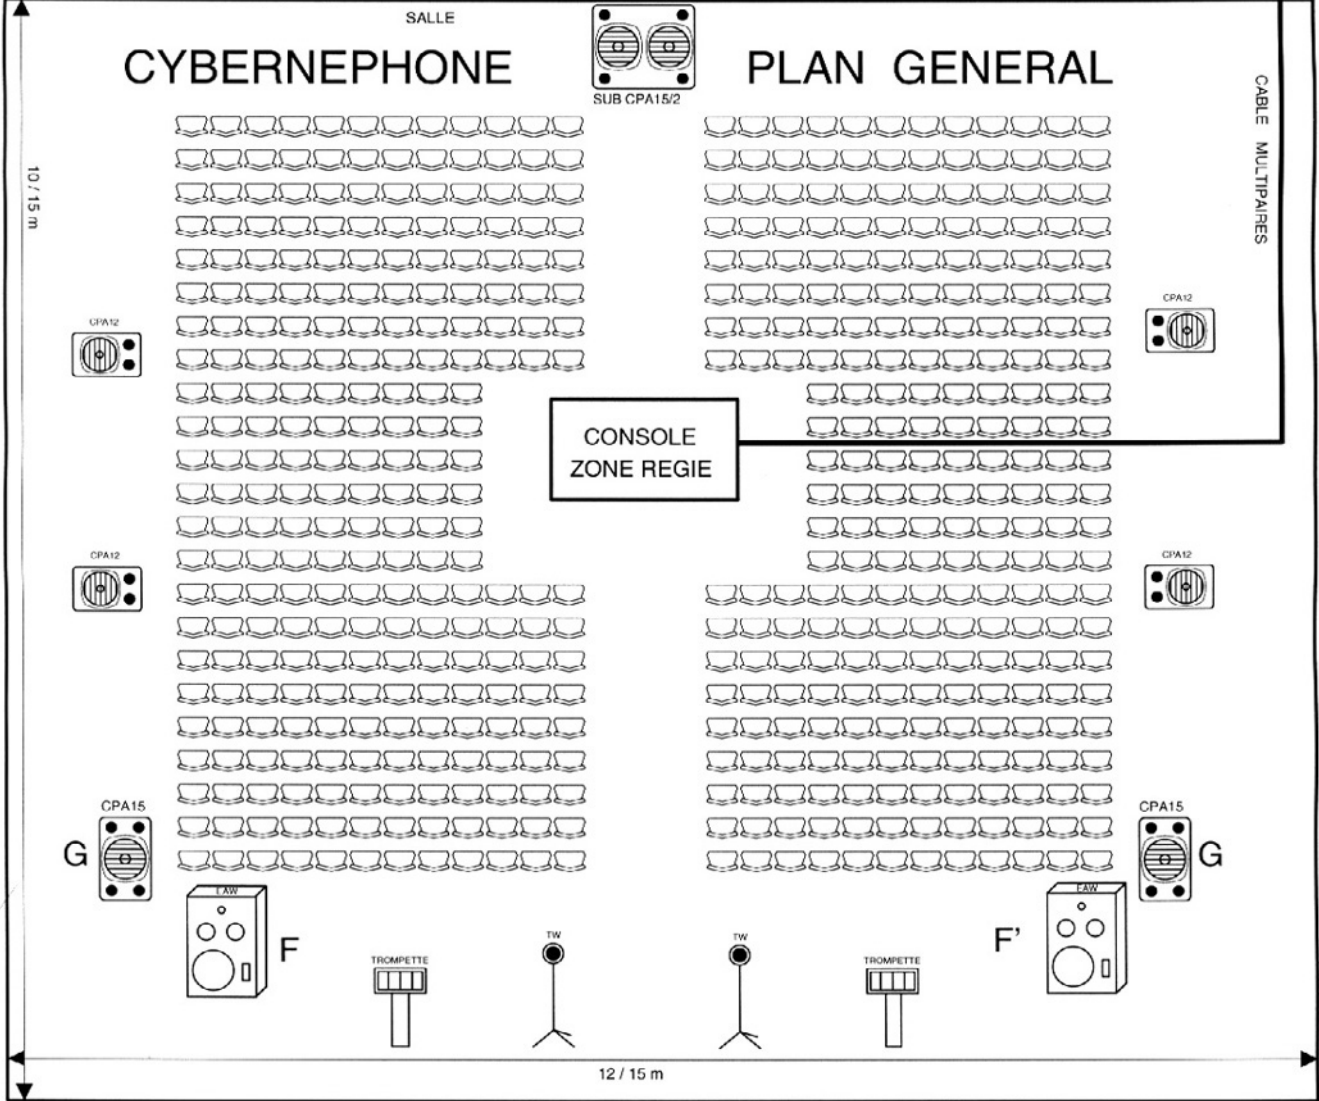 SALLE
CYBERNEPHONE
PLAN GENERAL
SUB CPA15/2
CABLE MULTIPAIRES
10 / 15 m
CPA12
CPA12
CONSOLE
ZONE REGIE
CPA12
CPA12
CPA15
CPA15
G
G
EAW
EAW
F
F'
TW
TW
TROMPETTE
TROMPETTE
12 / 15 m